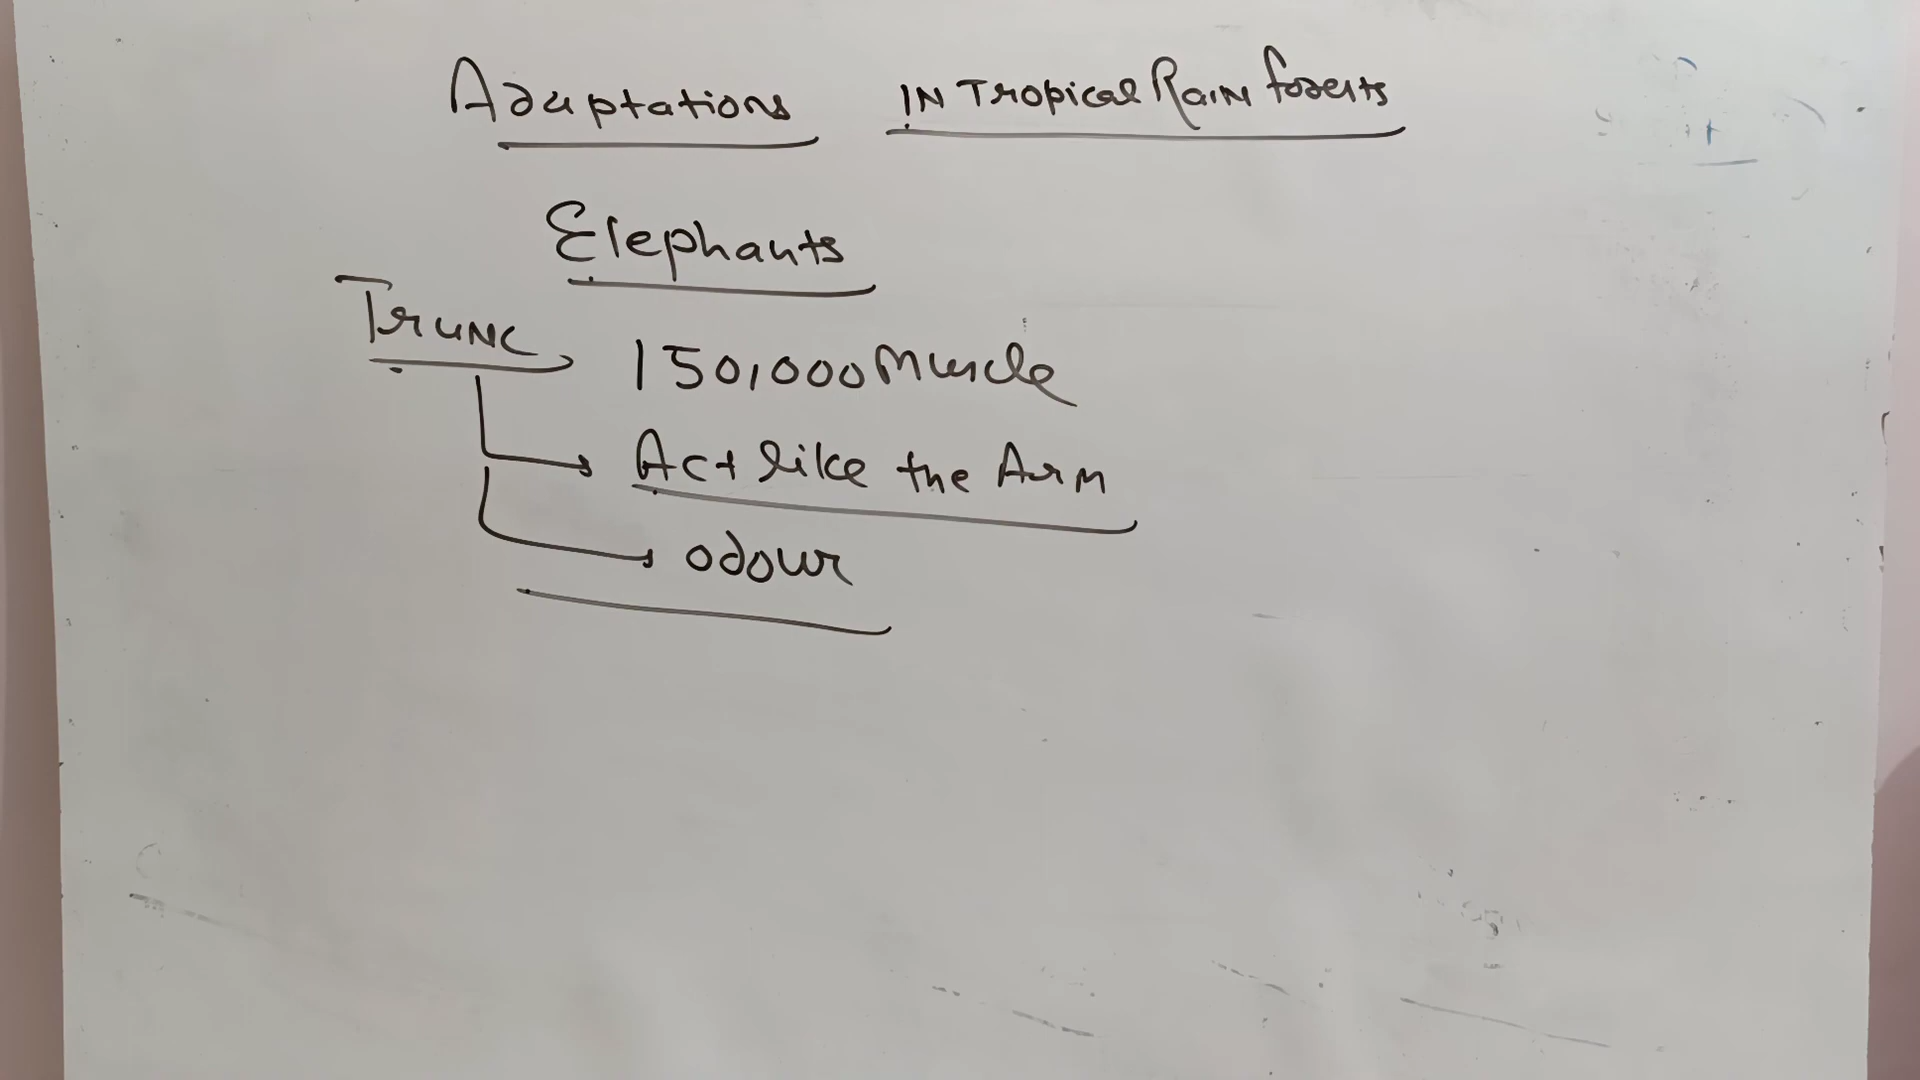 Adaptations IN Tropical Rain forests
Elephants
Trunc
150,000 Muscle
Act like the Arm
odour